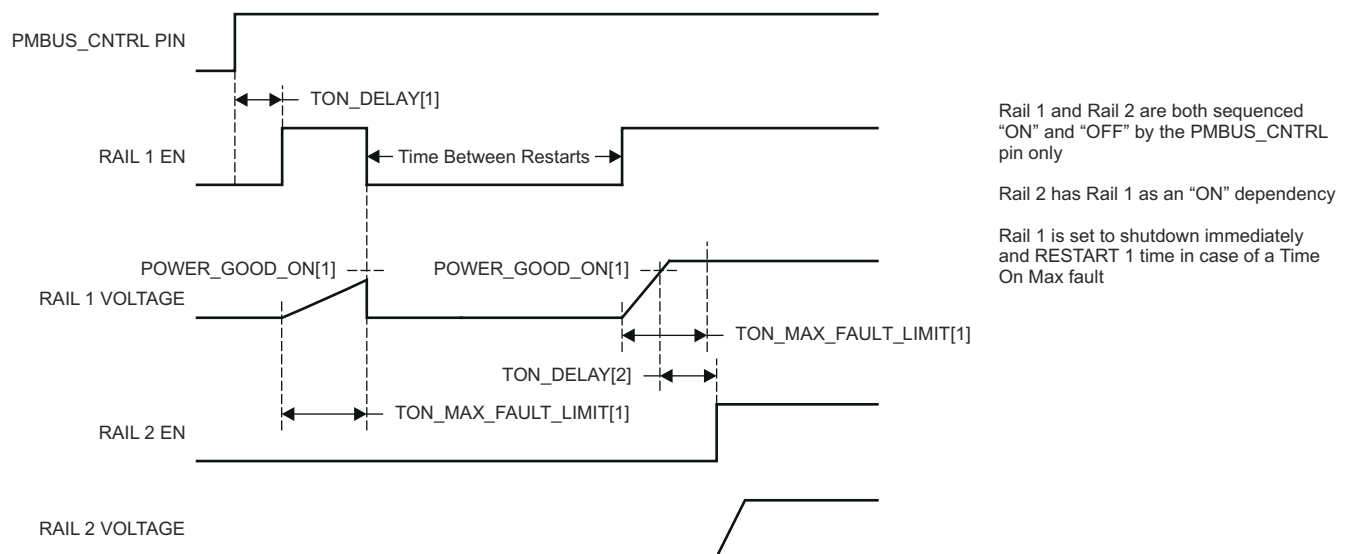 PMBUS_CNTRL PIN
TON_DELAY[1]
RAIL 1 EN
Time Between Restarts
POWER_GOOD_ON[1]
POWER_GOOD_ON[1]
RAIL 1 VOLTAGE
TON_MAX_FAULT_LIMIT[1]
TON_DELAY[2]
TON_MAX_FAULT_LIMIT[1]
RAIL 2 EN
RAIL 2 VOLTAGE
Rail 1 and Rail 2 are both sequenced
“ON” and “OFF” by the PMBUS_CNTRL
pin only
Rail 2 has Rail 1 as an “ON” dependency
Rail 1 is set to shutdown immediately
and RESTART 1 time in case of a Time
On Max fault